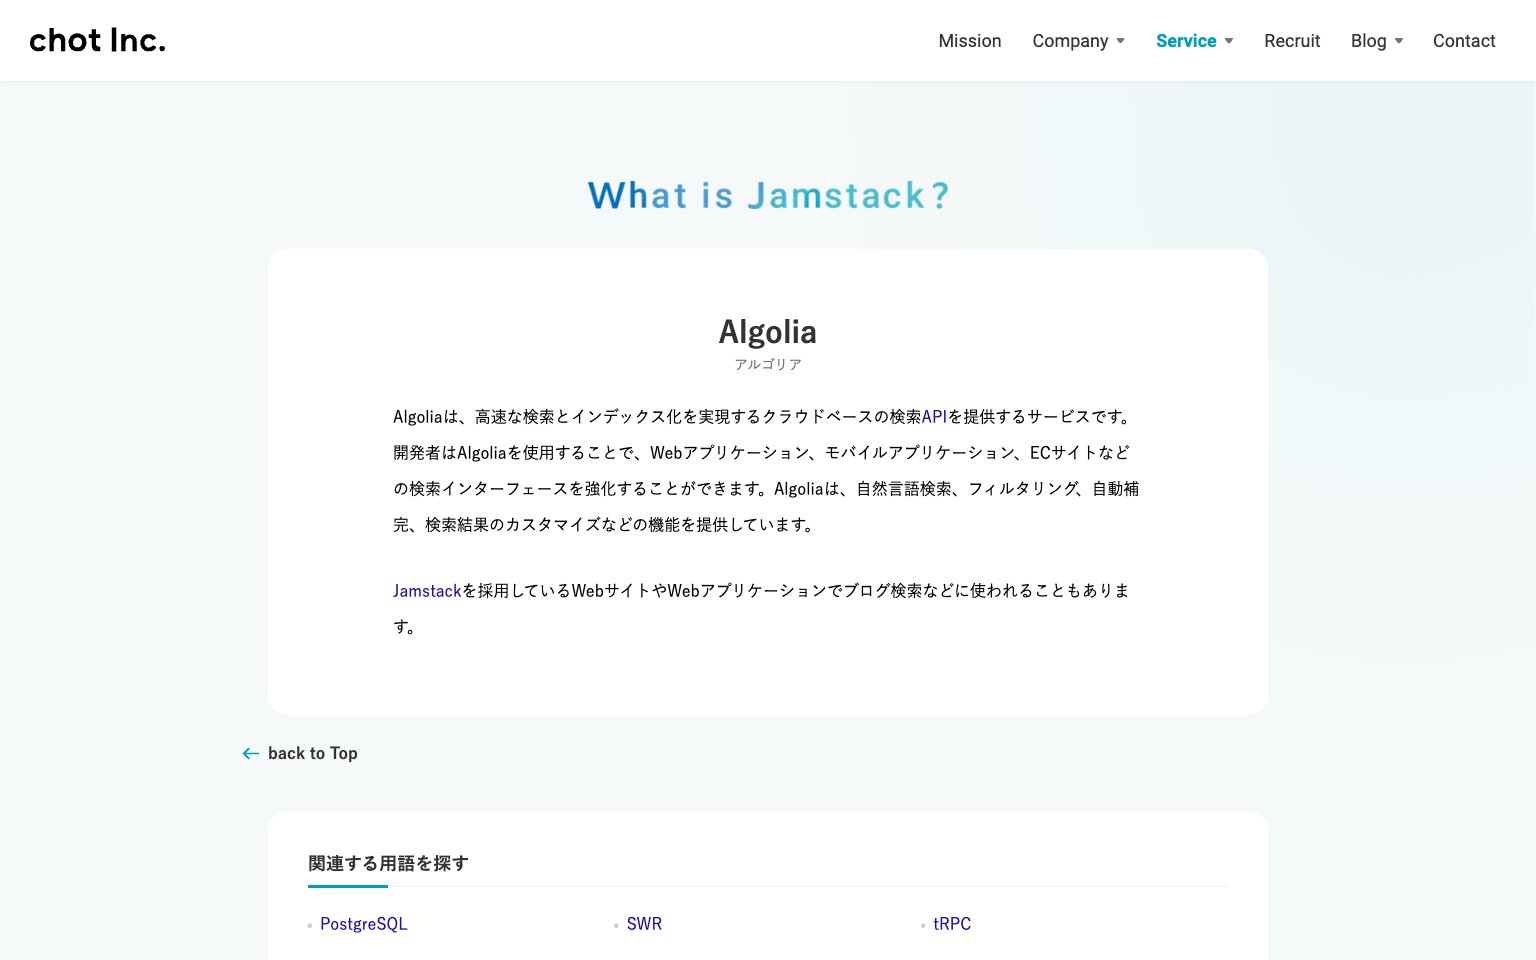 chot Inc.
Mission Company Service Recruit Blog Contact
What is Jamstack?
Algolia
アルゴリア
Algoliaは、高速な検索とインデックス化を実現するクラウドベースの検索APIを提供するサービスです。
開発者はAlgoliaを使用することで、Webアプリケーション、モバイルアプリケーション、ECサイトなど
の検索インターフェースを強化することができます。Algoliaは、自然言語検索、フィルタリング、自動補
完、検索結果のカスタマイズなどの機能を提供しています。
Jamstackを採用しているWebサイトやWebアプリケーションでブログ検索などに使われることもありま
す。
back to Top
関連する用語を探す
PostgreSQL SWR tRPC